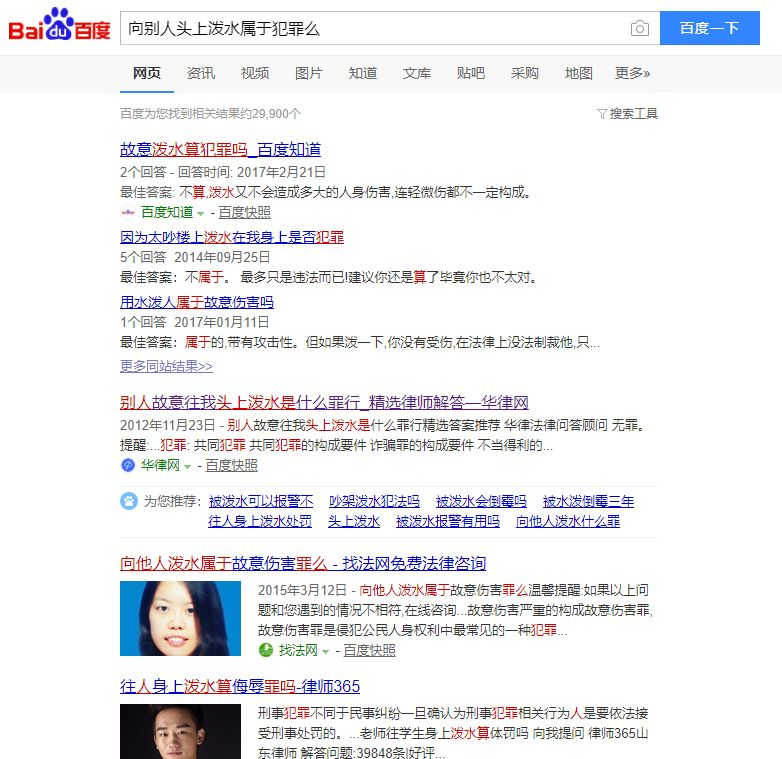 Bai du 百度
向别人头上泼水属于犯罪么
百度一下
网页 资讯 视频 图片 知道 文库 贴吧 采购 地图 更多»
百度为您找到相关结果约29,900个 搜索工具
故意泼水算犯罪吗_百度知道
2个回答 - 回答时间: 2017年2月21日
最佳答案: 不算,泼水又不会造成多大的人身伤害,连轻微伤都不一定构成。
百度知道 - 百度快照
因为太吵楼上泼水在我身上是否犯罪
5个回答 2014年09月25日
最佳答案：不属于。 最多只是违法而已!建议你还是算了毕竟你也不太对。
用水泼人属于故意伤害吗
1个回答 2017年01月11日
最佳答案：属于的,带有攻击性。但如果泼一下,你没有受伤,在法律上没法制裁他,只...
更多同站结果>>
别人故意往我头上泼水是什么罪行_精选律师解答—华律网
2012年11月23日 - 别人故意往我头上泼水是什么罪行精选答案推荐 华律法律问答顾问 无罪。
提醒:...犯罪: 共同犯罪 共同犯罪的构成要件 诈骗罪的构成要件 不当得利的...
华律网 - 百度快照
为您推荐: 被泼水可以报警不 吵架泼水犯法吗 被泼水会倒霉吗 被水泼倒霉三年
往人身上泼水处罚 头上泼水 被泼水报警有用吗 向他人泼水什么罪
向他人泼水属于故意伤害罪么 - 找法网免费法律咨询
2015年3月12日 - 向他人泼水属于故意伤害罪么温馨提醒:如果以上问
题和您遇到的情况不相符,在线咨询...故意伤害严重的构成故意伤害罪,
故意伤害罪是侵犯公民人身权利中最常见的一种犯罪...
找法网 - 百度快照
往人身上泼水算侮辱罪吗-律师365
刑事犯罪不同于民事纠纷一旦确认为刑事犯罪相关行为人是要依法接
受刑事处罚的。...老师往学生身上泼水算体罚吗 向我提问 律师365山
东律师 解答问题:39848条|好评...